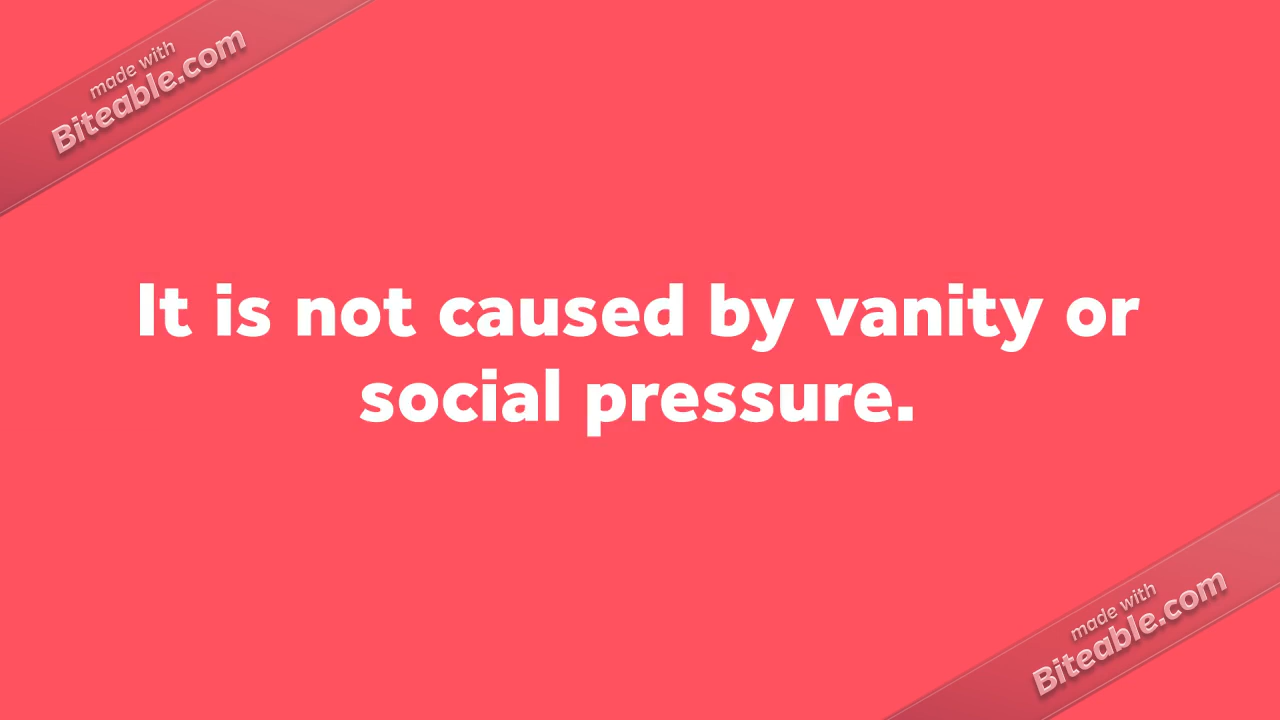 made with
Biteable.com
It is not caused by vanity or
social pressure.
made with
Biteable.com